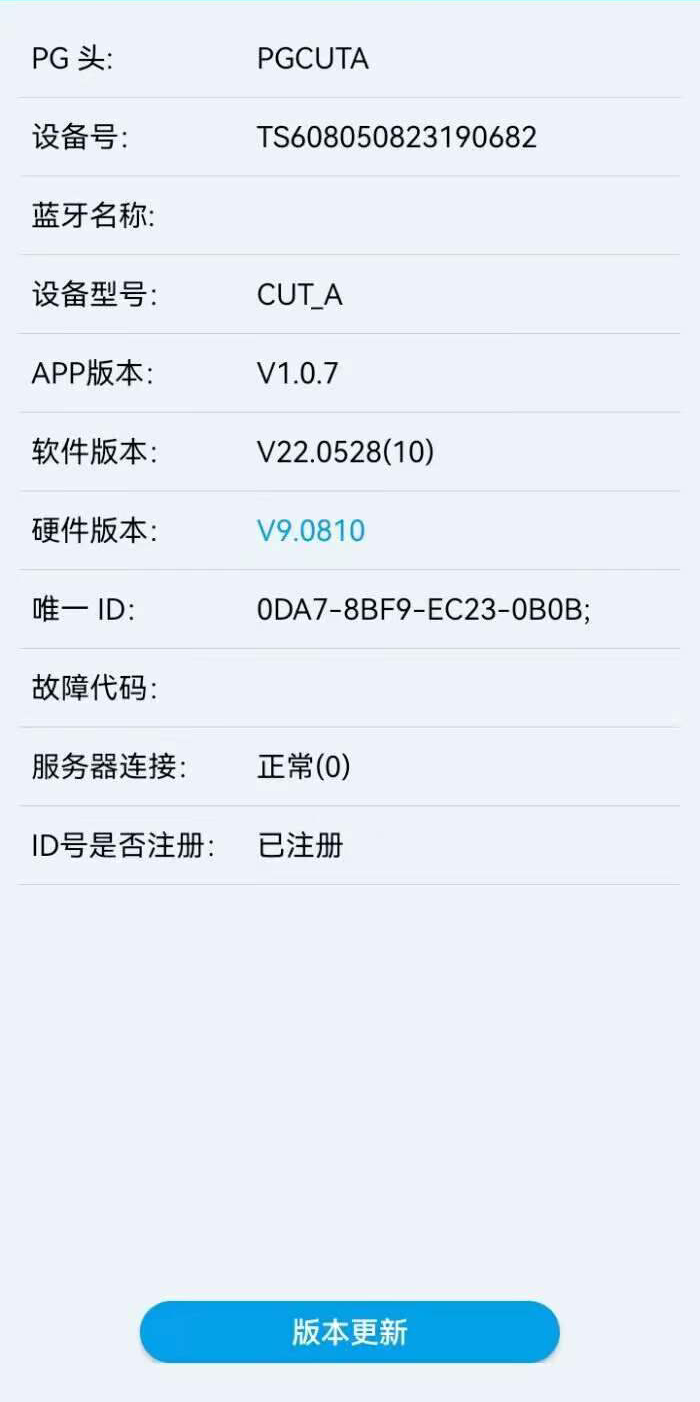 PG 头: PGCUTA
设备号: TS608050823190682
蓝牙名称:
设备型号: CUT_A
APP版本: V1.0.7
软件版本: V22.0528(10)
硬件版本: V9.0810
唯一 ID: 0DA7-8BF9-EC23-0B0B;
故障代码:
服务器连接: 正常(0)
ID号是否注册: 已注册
版本更新